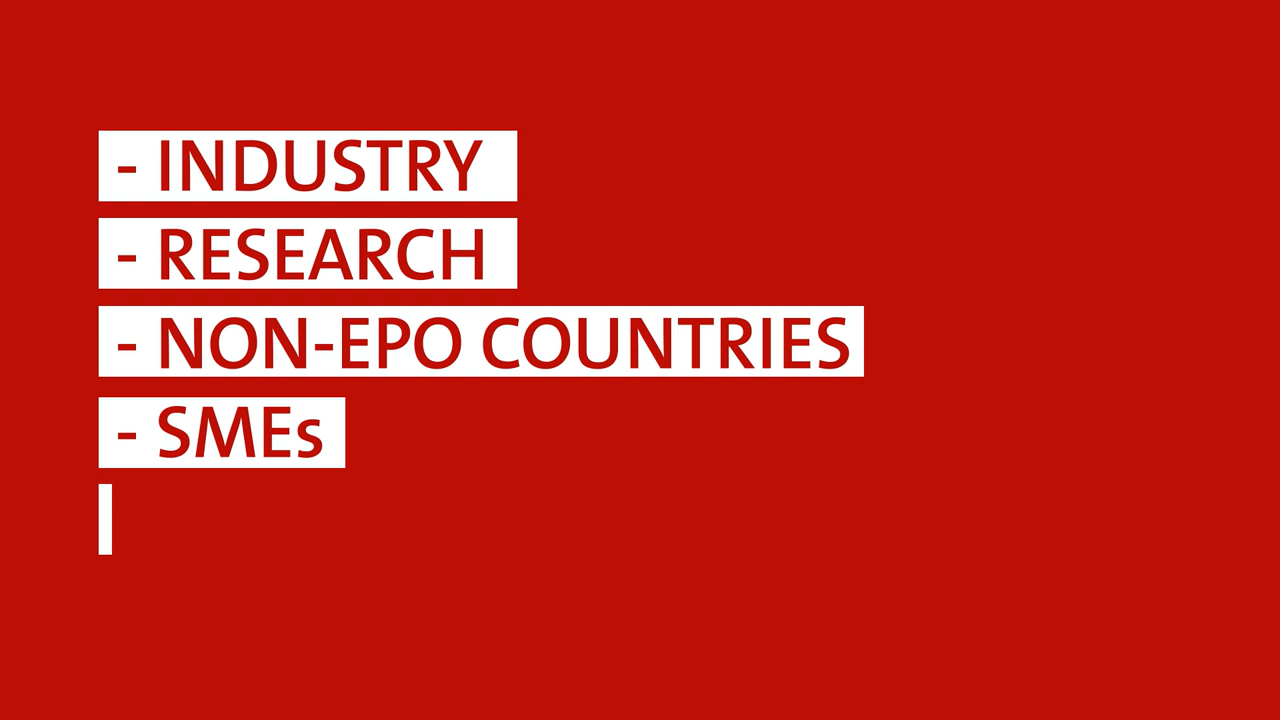 - INDUSTRY
- RESEARCH
- NON-EPO COUNTRIES
- SMEs